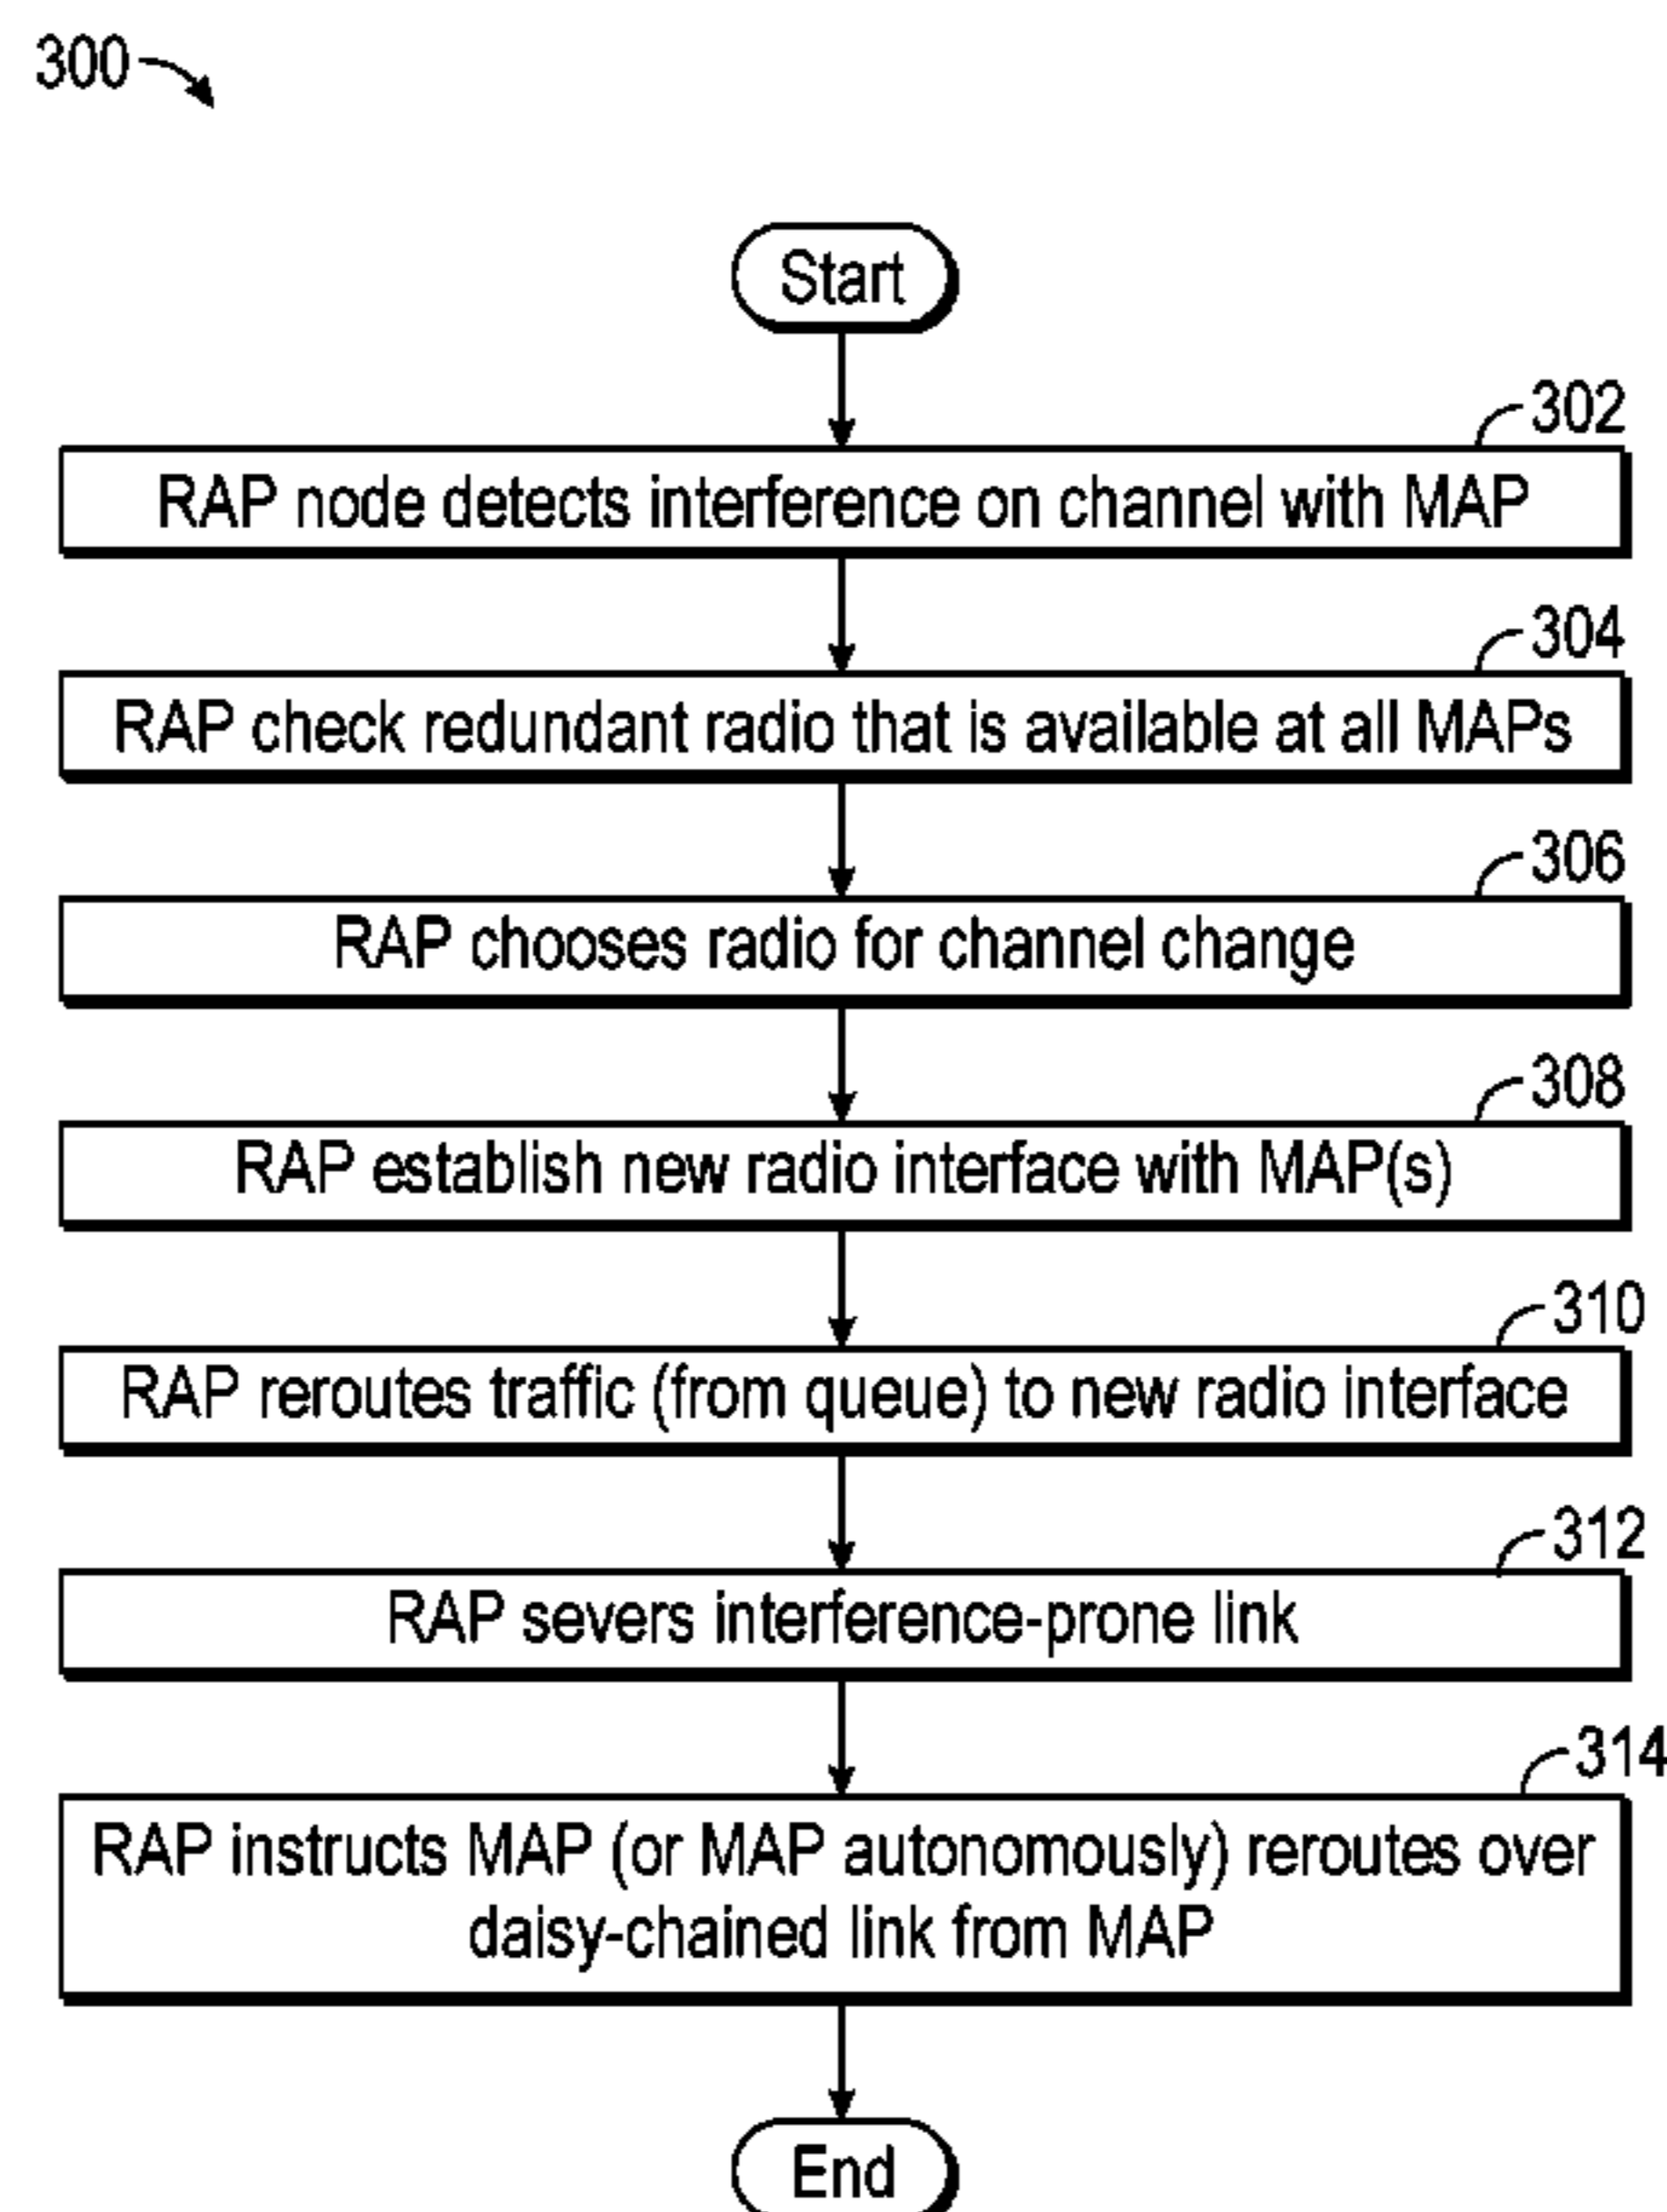 300
Start
302
RAP node detects interference on channel with MAP
304
RAP check redundant radio that is available at all MAPs
306
RAP chooses radio for channel change
308
RAP establish new radio interface with MAP(s)
310
RAP reroutes traffic (from queue) to new radio interface
312
RAP severs interference-prone link
314
RAP instructs MAP (or MAP autonomously) reroutes over
daisy-chained link from MAP
End